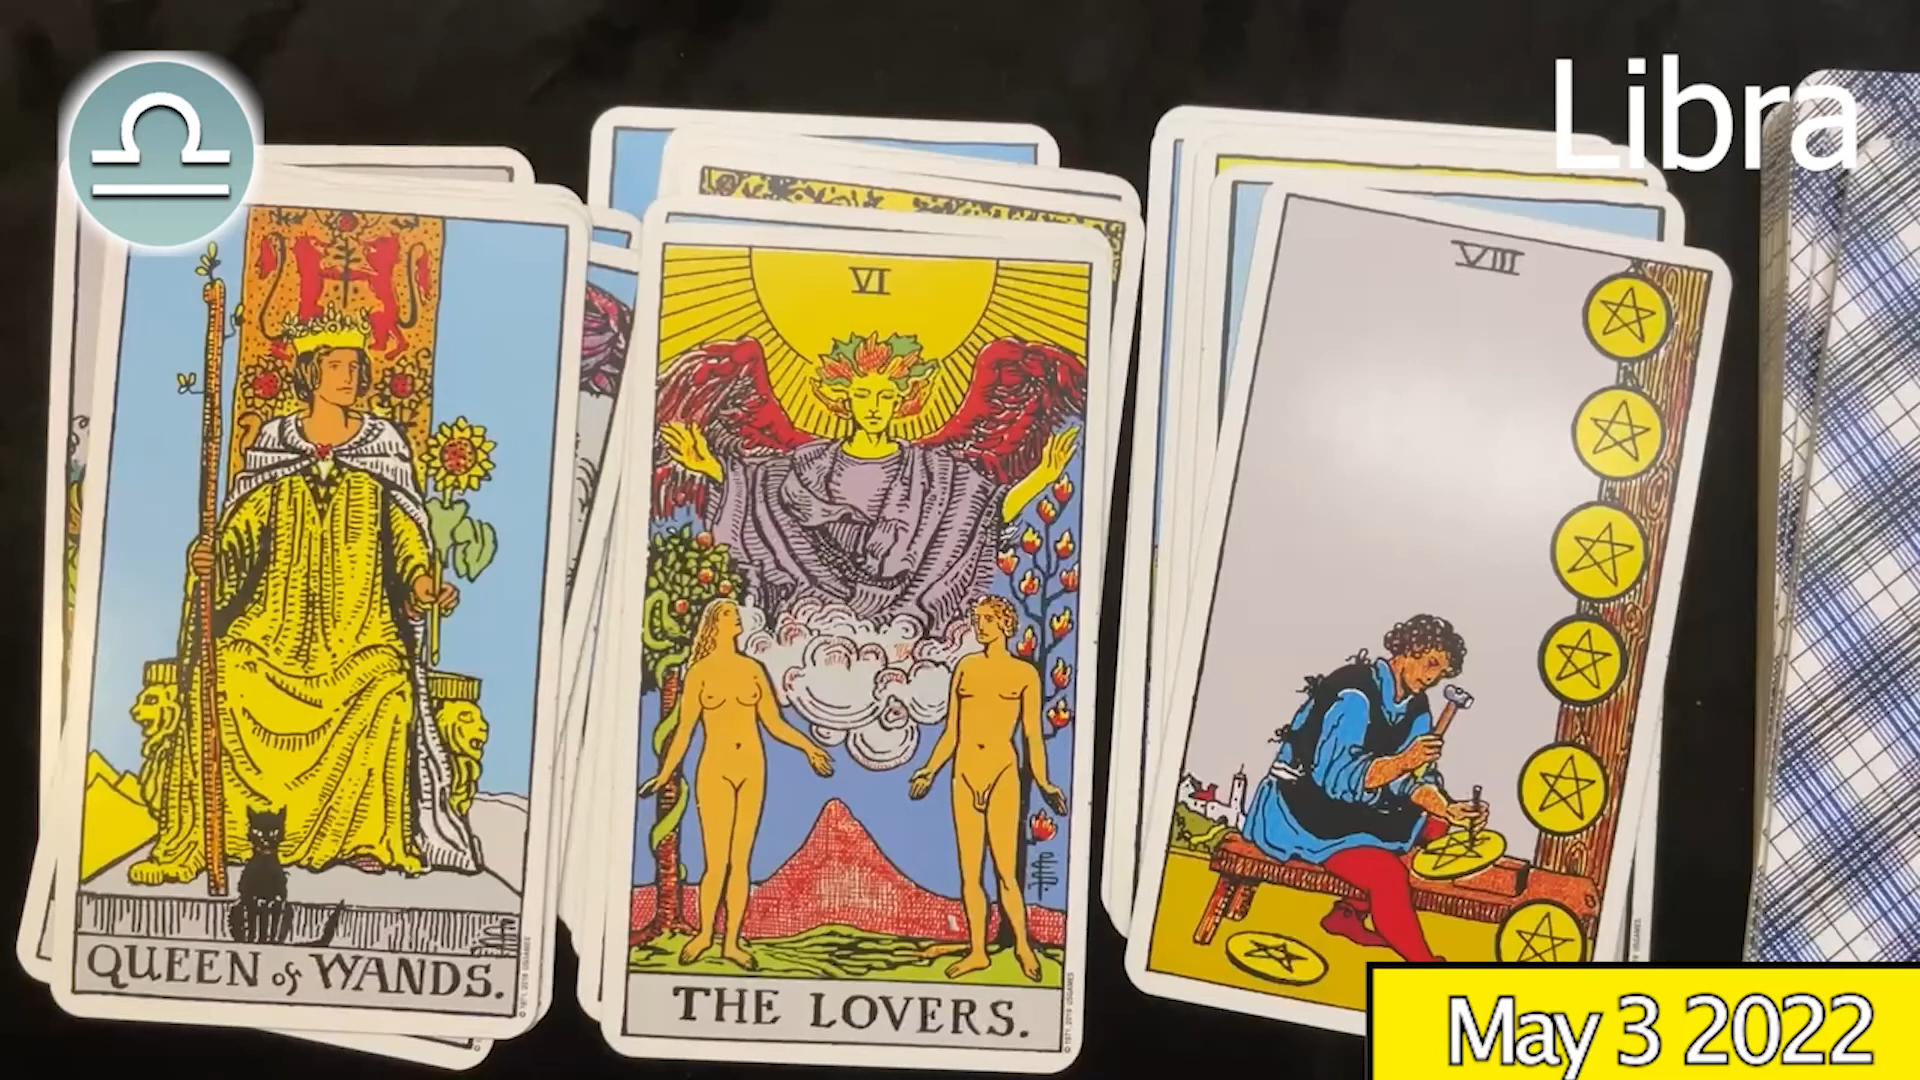 Libra
VI
VIII
QUEEN of WANDS.
THE LOVERS.
May 3 2022